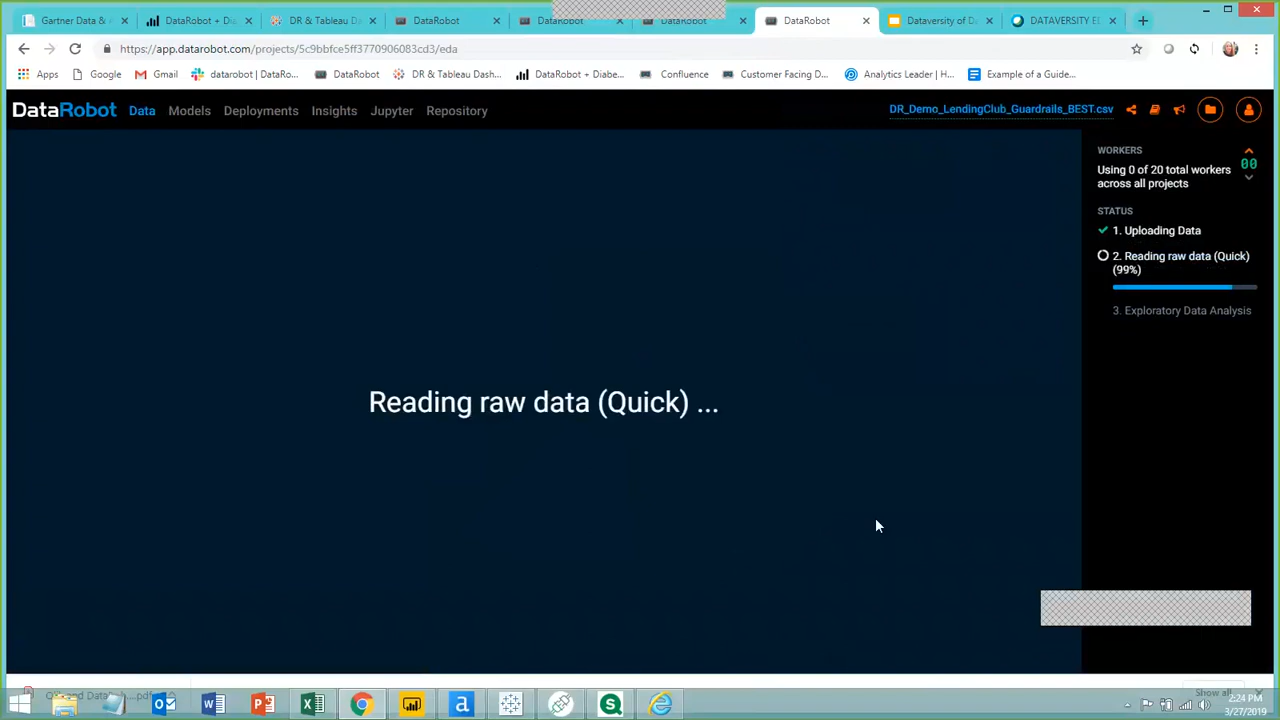 Gartner Data &
DataRobot + Di
DR & Tableau Da
DataRobot
DataRobot
DataRobot
DataRobot
Dataversity of D
DATAVERSITY E
https://app.datarobot.com/projects/5c9bbfce5ff3770906083cd3/eda
Apps
Google
Gmail
datarobot | DataRo...
DataRobot
DR & Tableau Dash...
DataRobot + Diabe...
Confluence
Customer Facing D...
Analytics Leader | H...
Example of a Guide...
DataRobot
Data
Models
Deployments
Insights
Jupyter
Repository
DR_Demo_LendingClub_Guardrails_BEST.csv
WORKERS
Using 0 of 20 total workers
across all projects
00
STATUS
1. Uploading Data
2. Reading raw data (Quick)
(99%)
3. Exploratory Data Analysis
Reading raw data (Quick) ...
Show all
2:24 PM
3/27/2019